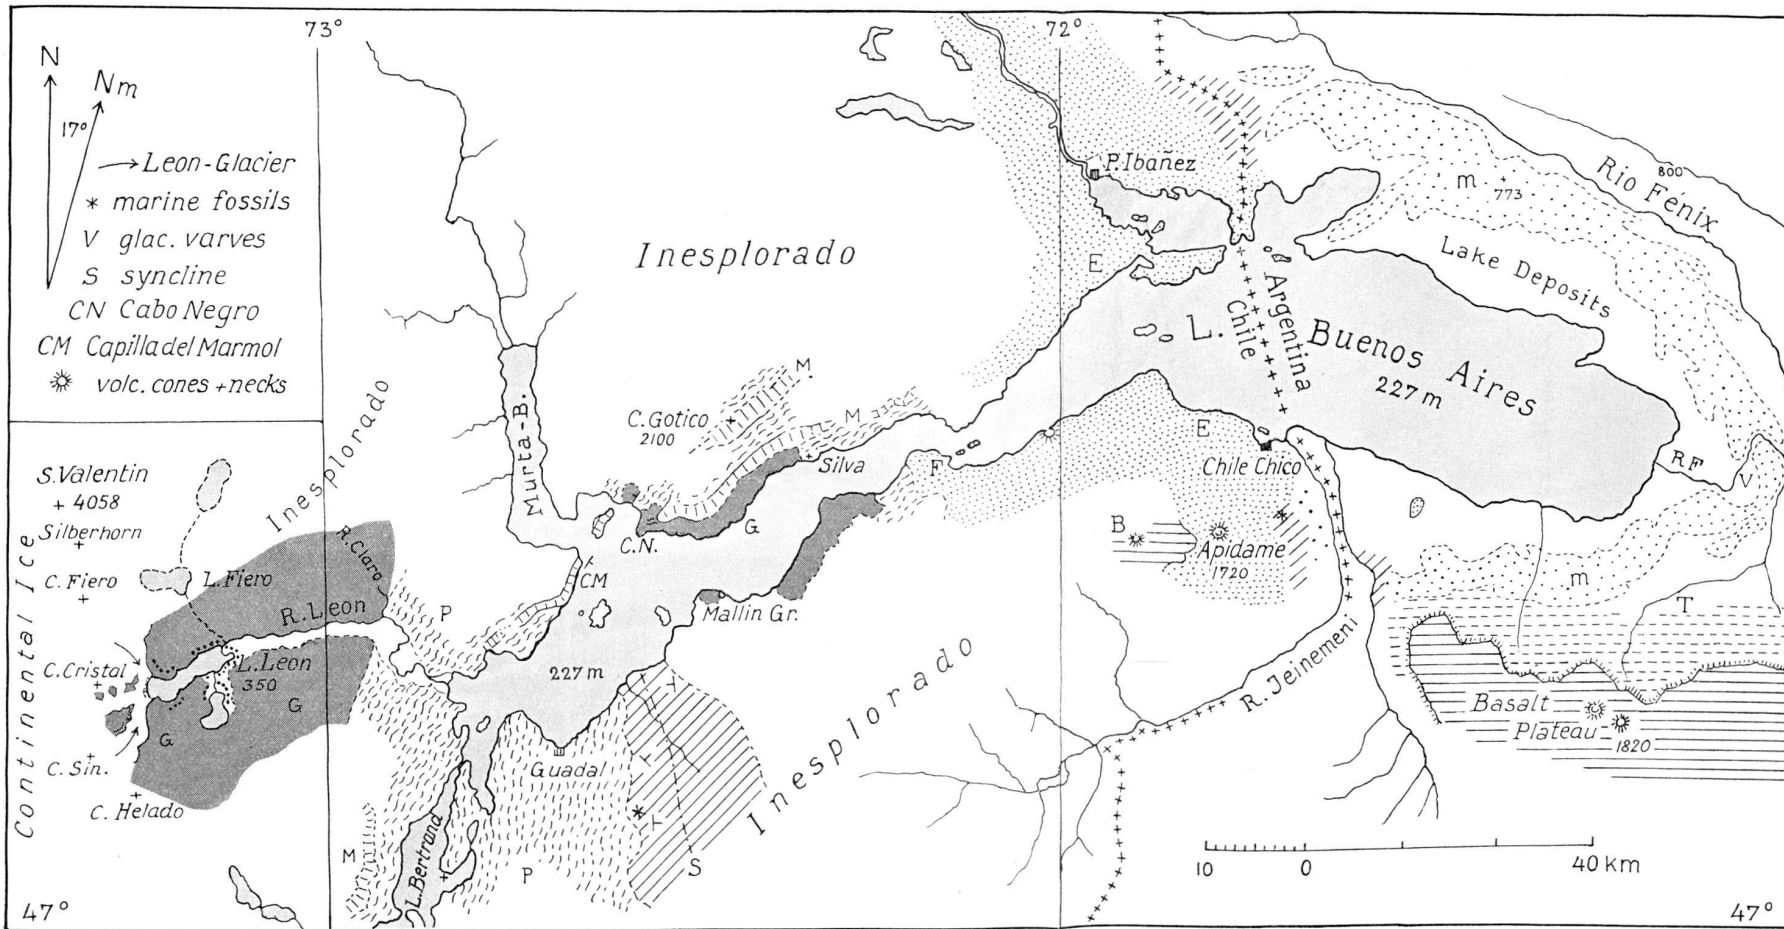 73°
72°
N
Nm
17°
Leon-Glacier
* marine fossils
V glac. varves
S syncline
CN Cabo Negro
CM Capilla del Marmol
volc. cones + necks
Inesplorado
P. Ibañez
E
m
773
800
Rio Fénix
Lake Deposits
Argentina
Chile
L. Buenos Aires
227 m
Murta-B.
C. Gotico
2100
M
M
Silva
F
E
Chile Chico
RF
V
S. Valentin
4058
Silberhorn
C. Fiero
L. Fiero
Inesplorado
R. Claro
R. Leon
C.N.
G
CM
Mallin Gr.
B
Apidame
1720
m
T
Continental Ice
C. Cristal
L. Leon
350
G
G
P
227 m
Inesplorado
R. Jeinemeni
Basalt
Plateau
1820
C. Sin.
C. Helado
Guadal
M
L. Bertrand
P
S
10 0 40 km
47°
47°